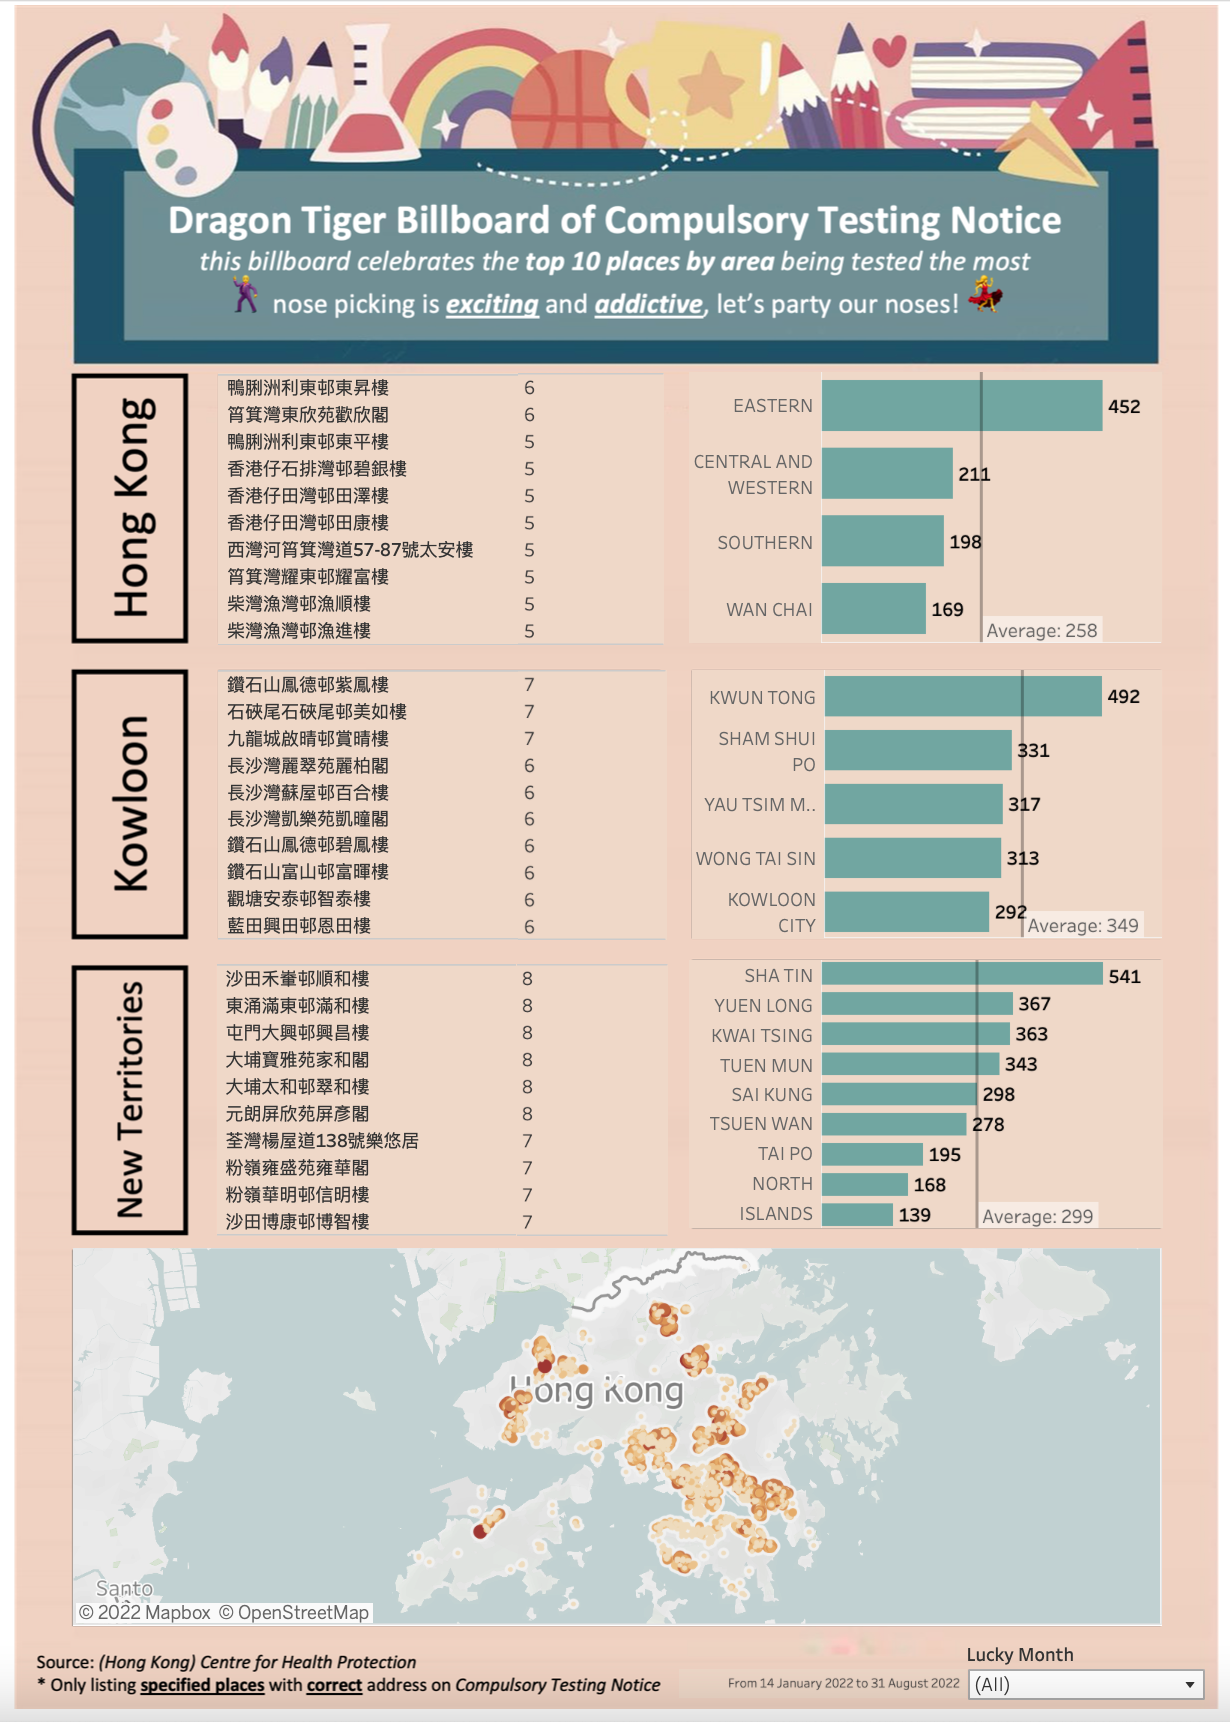 Dragon Tiger Billboard of Compulsory Testing Notice
this billboard celebrates the top 10 places by area being tested the most
nose picking is exciting and addictive, let's party our noses!
Hong Kong
鴨脷洲利東邨東昇樓 6
筲箕灣東欣苑歡欣閣 6
鴨脷洲利東邨東平樓 5
香港仔石排灣邨碧銀樓 5
香港仔田灣邨田澤樓 5
香港仔田灣邨田康樓 5
西灣河筲箕灣道57-87號太安樓 5
筲箕灣耀東邨耀富樓 5
柴灣漁灣邨漁順樓 5
柴灣漁灣邨漁進樓 5
EASTERN 452
CENTRAL AND
WESTERN 211
SOUTHERN 198
WAN CHAI 169
Average: 258
Kowloon
鑽石山鳳德邨紫鳳樓 7
石硤尾石硤尾邨美如樓 7
九龍城啟晴邨賞晴樓 7
長沙灣麗翠苑麗柏閣 6
長沙灣蘇屋邨百合樓 6
長沙灣凱樂苑凱瞳閣 6
鑽石山鳳德邨碧鳳樓 6
鑽石山富山邨富暉樓 6
觀塘安泰邨智泰樓 6
藍田興田邨恩田樓 6
KWUN TONG 492
SHAM SHUI
PO 331
YAU TSIM M.. 317
WONG TAI SIN 313
KOWLOON
CITY 292
Average: 349
New Territories
沙田禾輋邨順和樓 8
東涌滿東邨滿和樓 8
屯門大興邨興昌樓 8
大埔寶雅苑家和閣 8
大埔太和邨翠和樓 8
元朗屏欣苑屏彥閣 8
荃灣楊屋道138號樂悠居 7
粉嶺雍盛苑雍華閣 7
粉嶺華明邨信明樓 7
沙田博康邨博智樓 7
SHA TIN 541
YUEN LONG 367
KWAI TSING 363
TUEN MUN 343
SAI KUNG 298
TSUEN WAN 278
TAI PO 195
NORTH 168
ISLANDS 139
Average: 299
Hong Kong
Santo
© 2022 Mapbox © OpenStreetMap
Source: (Hong Kong) Centre for Health Protection
* Only listing specified places with correct address on Compulsory Testing Notice
From 14 January 2022 to 31 August 2022
Lucky Month
(All)